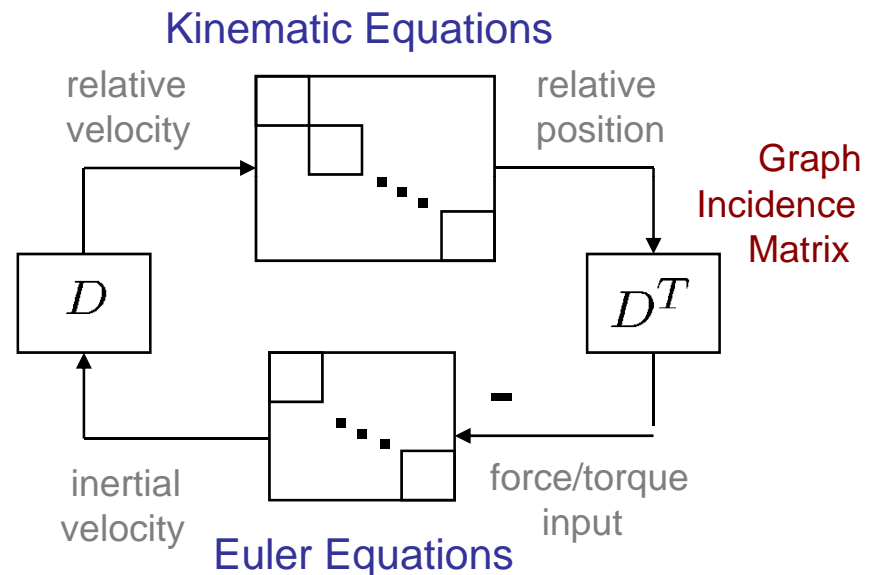 Kinematic Equations
relative
velocity
relative
position
Graph
Incidence
Matrix
D
D^T
-
inertial
velocity
force/torque
input
Euler Equations